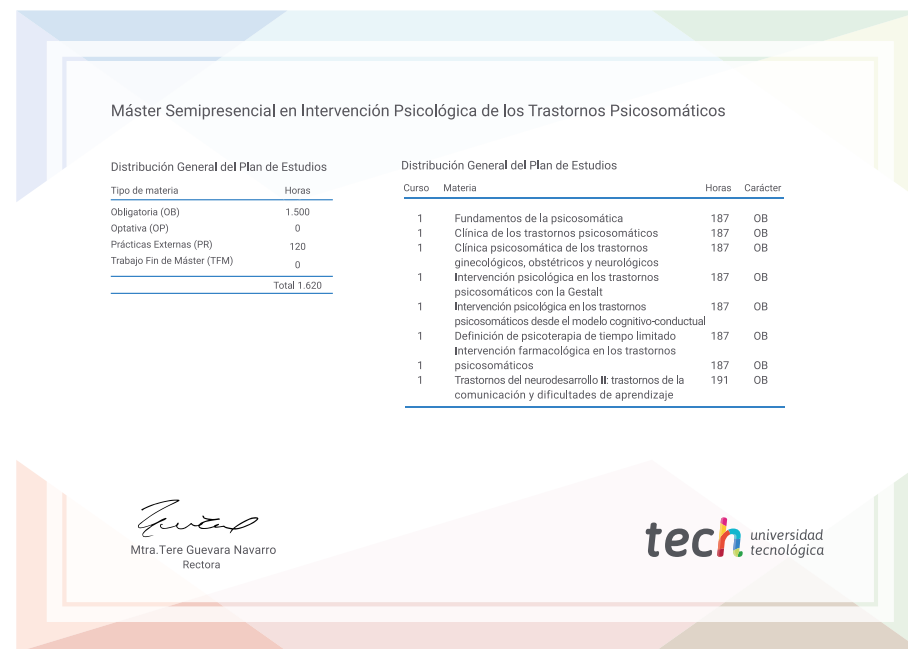 Máster Semipresencial en Intervención Psicológica de los Trastornos Psicosomáticos
Distribución General del Plan de Estudios
Tipo de materia Horas
Obligatoria (OB) 1.500
Optativa (OP) 0
Prácticas Externas (PR) 120
Trabajo Fin de Máster (TFM) 0
Total 1.620
Distribución General del Plan de Estudios
Curso Materia Horas Carácter
1 Fundamentos de la psicosomática 187 OB
1 Clínica de los trastornos psicosomáticos 187 OB
1 Clínica psicosomática de los trastornos 187 OB
ginecológicos, obstétricos y neurológicos
1 Intervención psicológica en los trastornos 187 OB
psicosomáticos con la Gestalt
1 Intervención psicológica en los trastornos 187 OB
psicosomáticos desde el modelo cognitivo-conductual
1 Definición de psicoterapia de tiempo limitado 187 OB
Intervención farmacológica en los trastornos
1 psicosomáticos 187 OB
1 Trastornos del neurodesarrollo II: trastornos de la 191 OB
comunicación y dificultades de aprendizaje
Mtra.Tere Guevara Navarro
Rectora
tech universidad
tecnológica